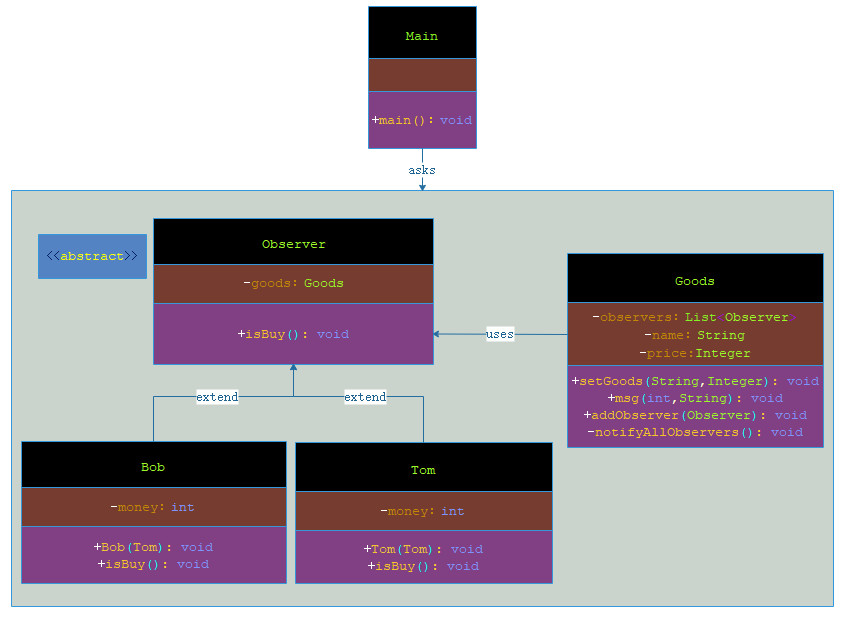 Main
+main(): void
asks
<<abstract>>
Observer
-goods: Goods
+isBuy(): void
uses
Goods
-observers: List<Observer>
-name: String
-price:Integer
+setGoods(String,Integer): void
+msg(int,String): void
+addObserver(Observer): void
-notifyAllObservers(): void
extend
extend
Bob
-money: int
+Bob(Tom): void
+isBuy(): void
Tom
-money: int
+Tom(Tom): void
+isBuy(): void